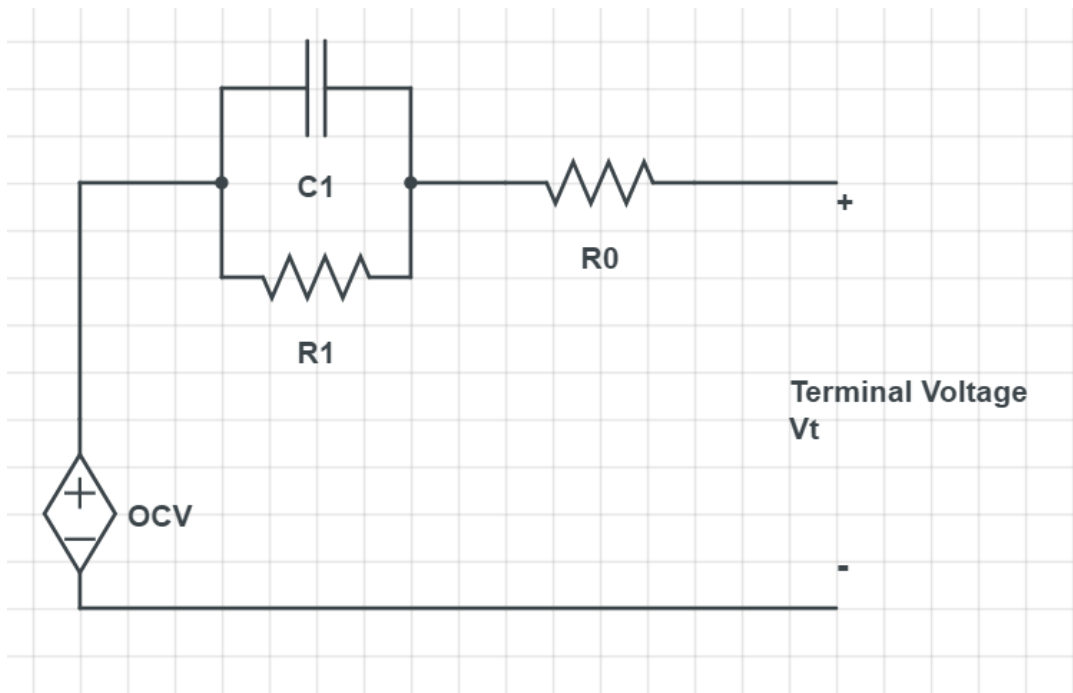 C1
+
R0
R1
Terminal Voltage
Vt
OCV
-